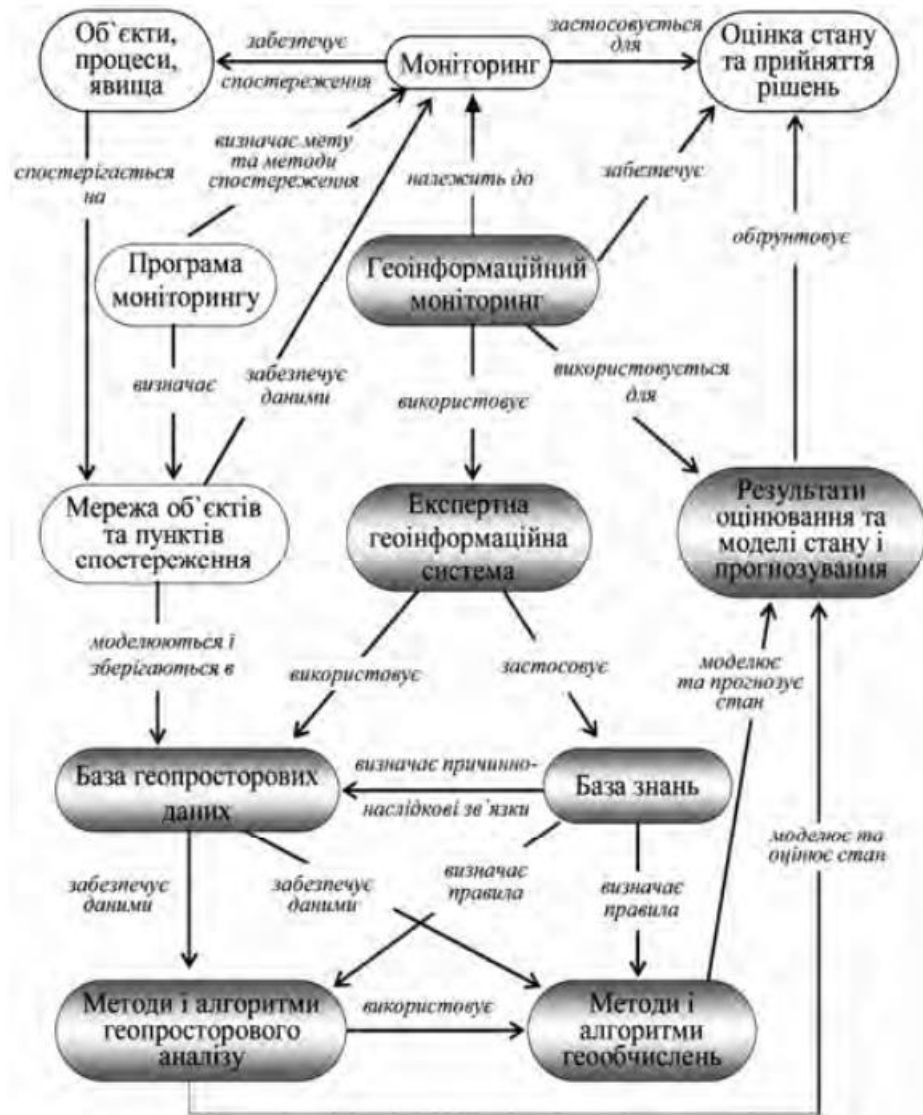 Об`єкти,
процеси,
явища
забезпечує
спостереження
Моніторинг
застосовується
для
Оцінка стану
та прийняття
рішень
спостерігається
на
визначає мету
та методи
спостереження
належить до
забезпечує
обґрунтовує
Програма
моніторингу
Геоінформаційний
моніторинг
визначає
забезпечує
даними
використовує
використовується
для
Мережа об`єктів
та пунктів
спостереження
Експертна
геоінформаційна
система
Результати
оцінювання та
моделі стану і
прогнозування
моделюються і
зберігаються в
використовує
застосовує
моделює
та прогнозує
стан
База геопросторових
даних
визначає причинно-
наслідкові зв`язки
База знань
моделює та
оцінює стан
забезпечує
даними
забезпечує
даними
визначає
правила
визначає
правила
Методи і алгоритми
геопросторового
аналізу
використовує
Методи і
алгоритми
геообчислень